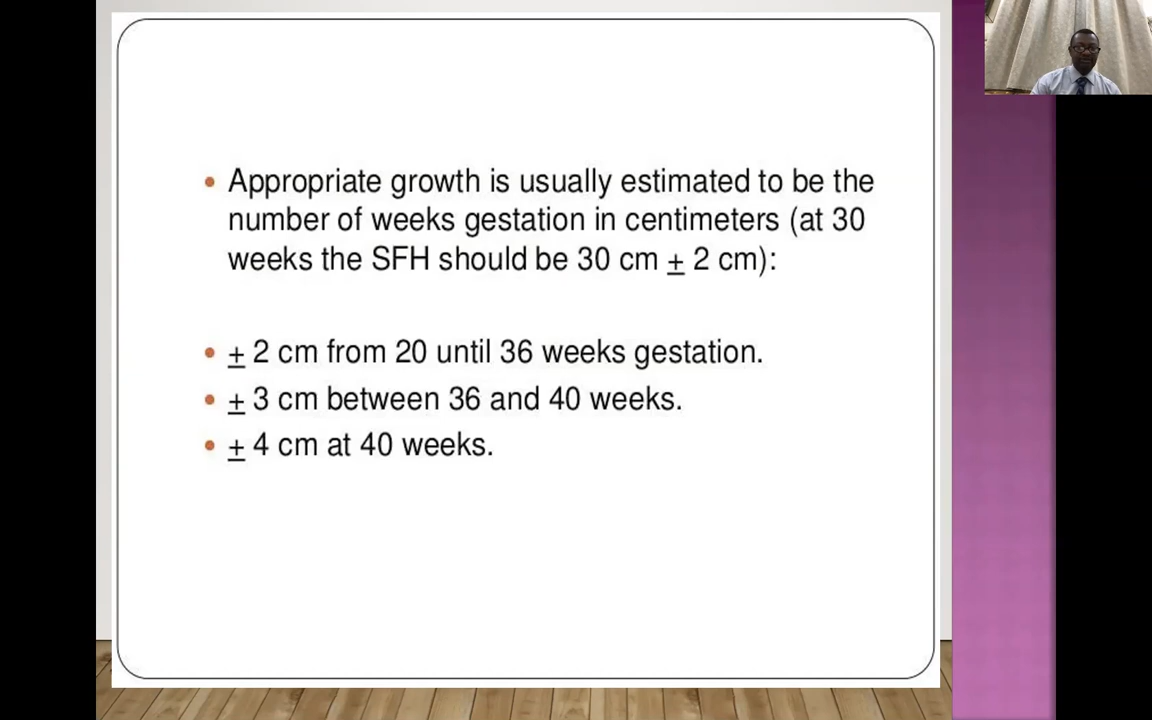 • Appropriate growth is usually estimated to be the
number of weeks gestation in centimeters (at 30
weeks the SFH should be 30 cm ± 2 cm):
• ± 2 cm from 20 until 36 weeks gestation.
• ± 3 cm between 36 and 40 weeks.
• ± 4 cm at 40 weeks.